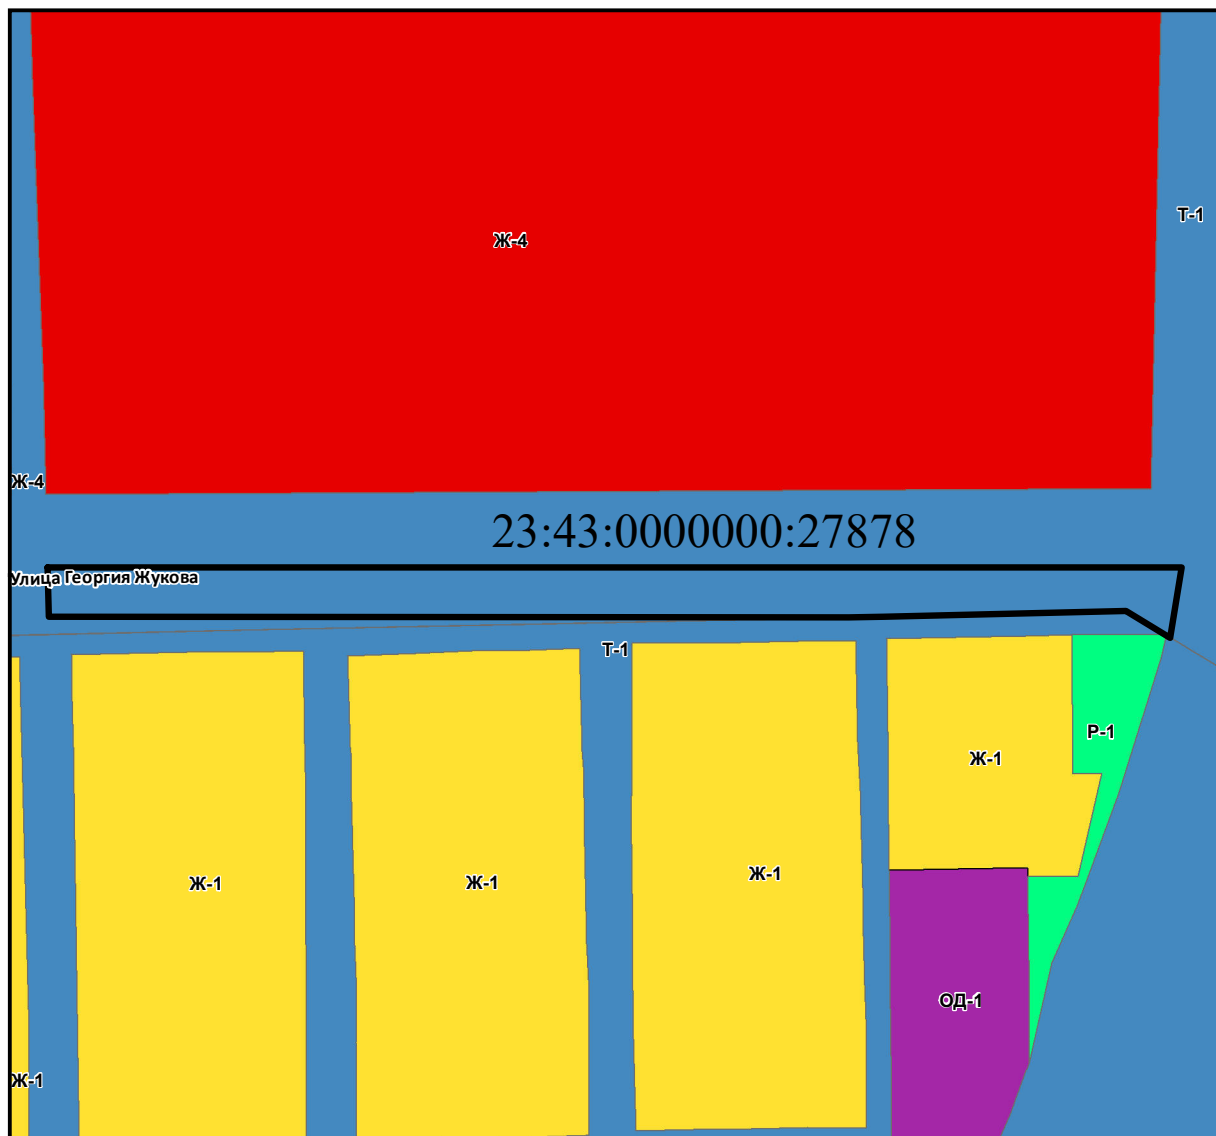 Т-1
Ж-4
Ж-4
23:43:0000000:27878
Улица Георгия Жукова
Т-1
Р-1
Ж-1
Ж-1
Ж-1
Ж-1
ОД-1
Ж-1